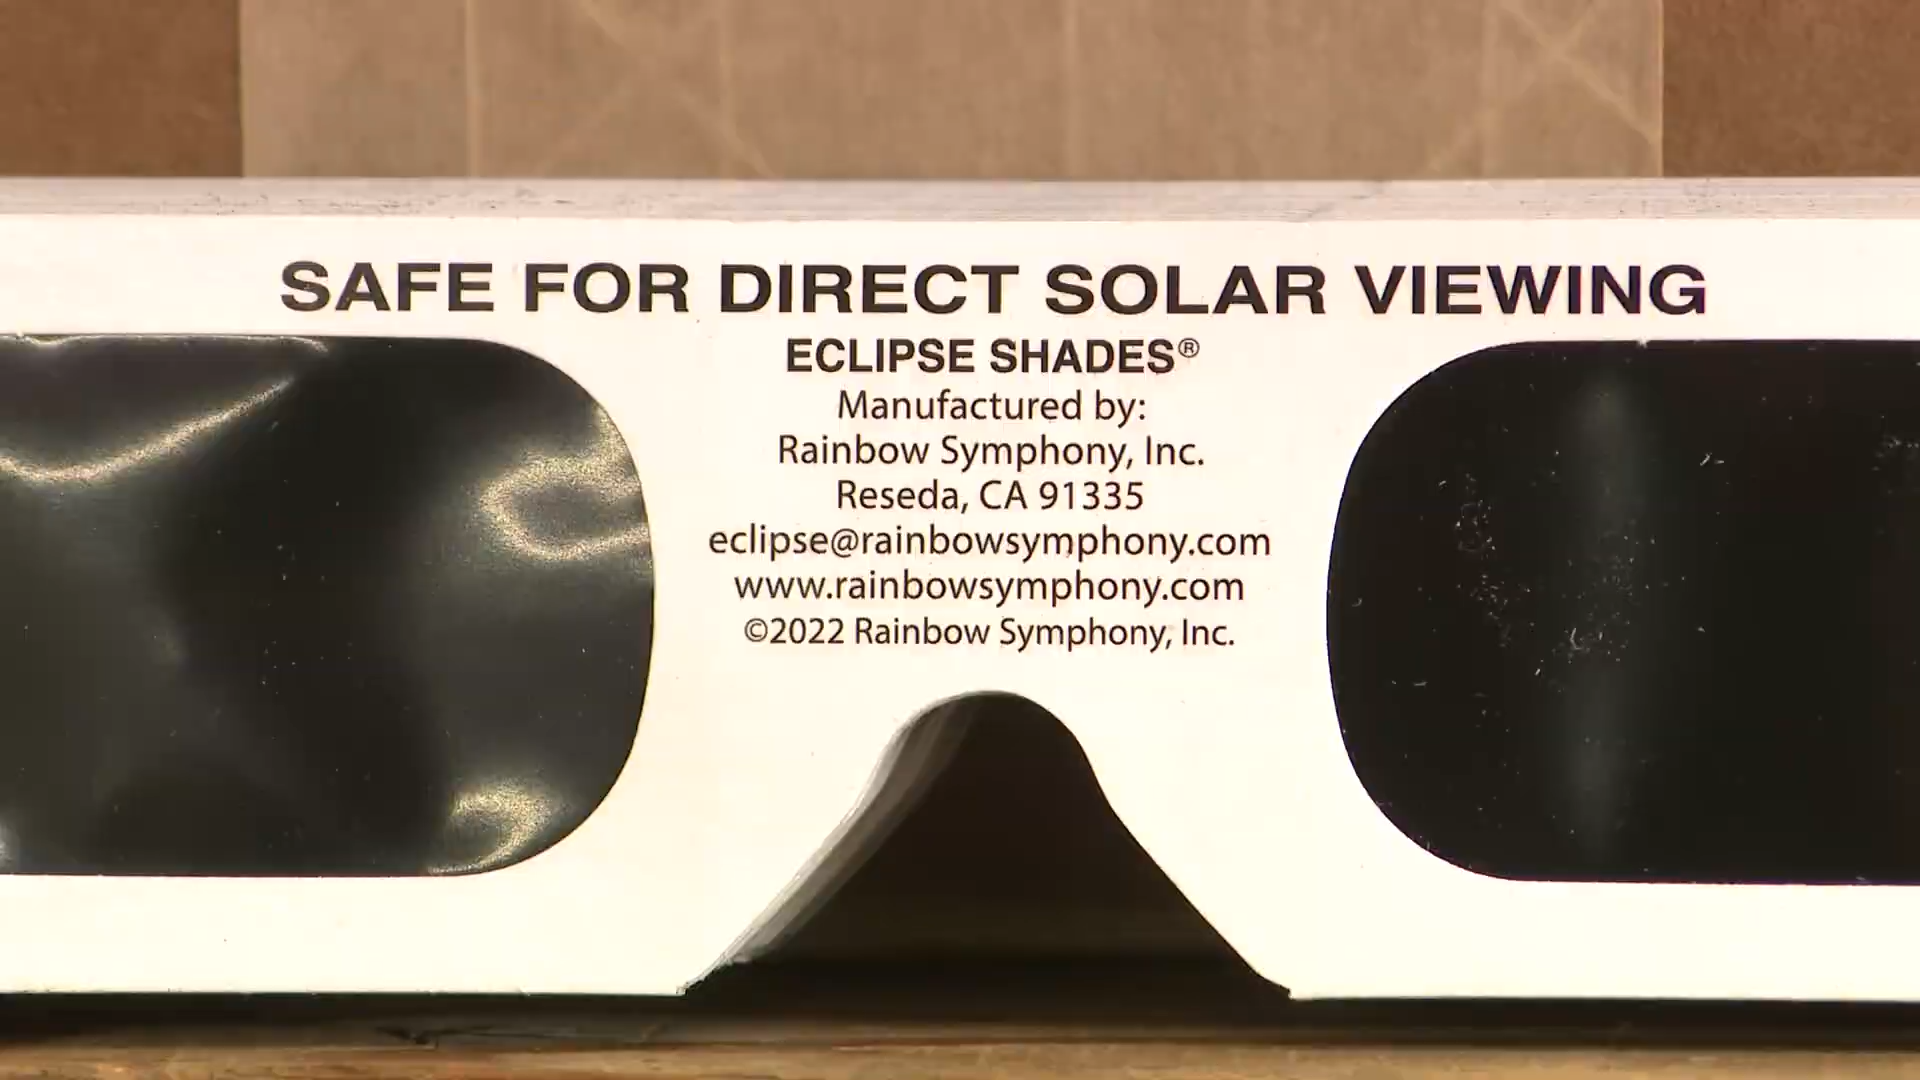 SAFE FOR DIRECT SOLAR VIEWING
ECLIPSE SHADES®
Manufactured by:
Rainbow Symphony, Inc.
Reseda, CA 91335
eclipse@rainbowsymphony.com
www.rainbowsymphony.com
©2022 Rainbow Symphony, Inc.